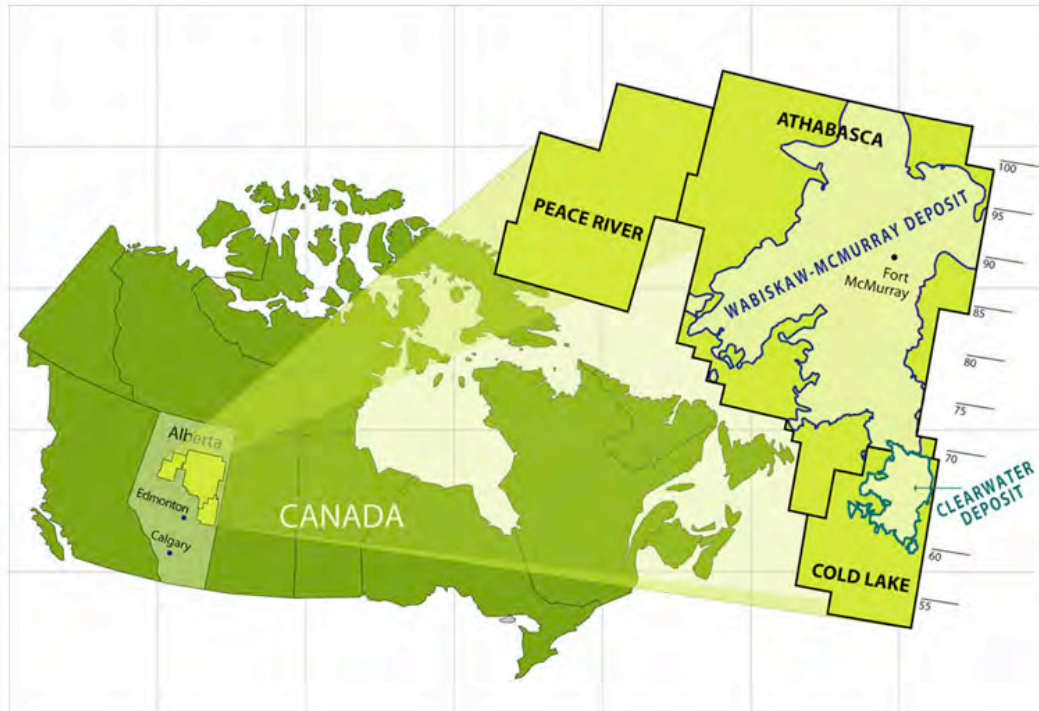 ATHABASCA
PEACE RIVER
WABISKAW-MCMURRAY DEPOSIT
Fort
McMurray
100
95
90
85
80
75
70
60
55
CLEARWATER
DEPOSIT
COLD LAKE
Alberta
Edmonton
Calgary
CANADA